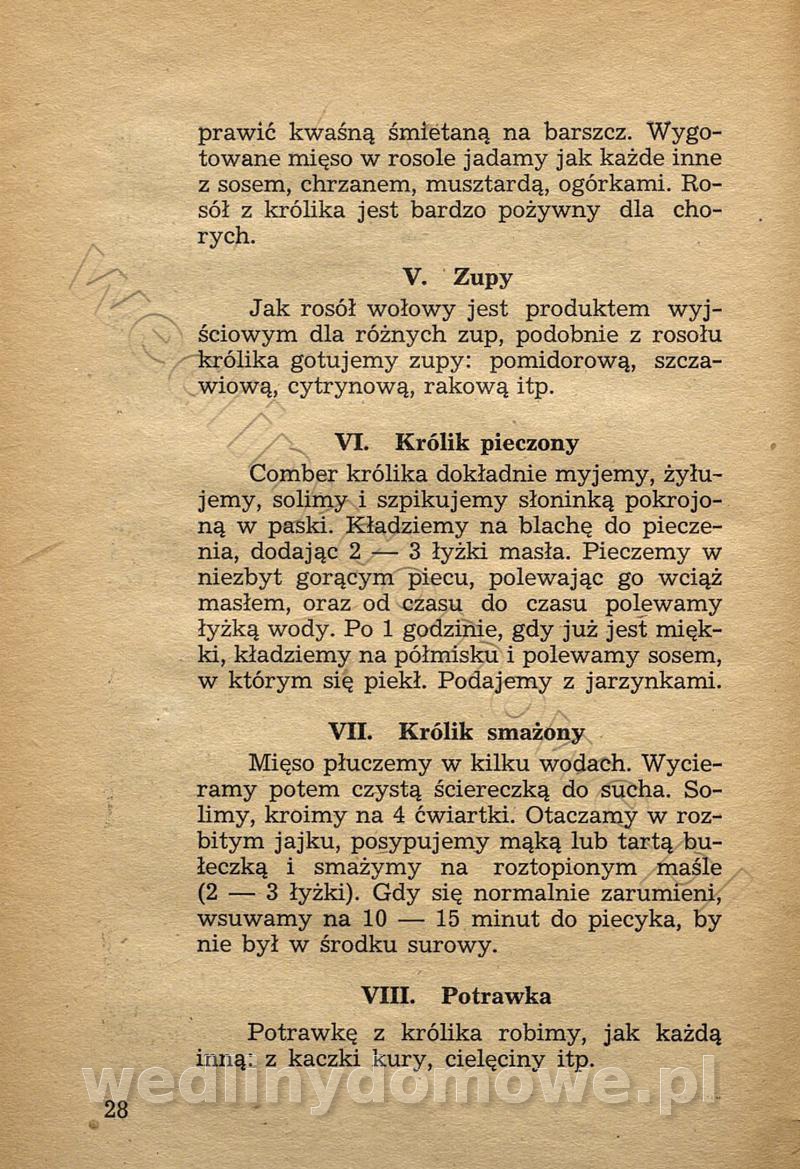 prawić kwaśną śmietaną na barszcz. Wygo-
towane mięso w rosole jadamy jak każde inne
z sosem, chrzanem, musztardą, ogórkami. Ro-
sół z królika jest bardzo pożywny dla cho-
rych.
V. Zupy
Jak rosół wołowy jest produktem wyj-
ściowym dla różnych zup, podobnie z rosołu
królika gotujemy zupy: pomidorową, szcza-
wiową, cytrynową, rakową itp.
VI. Królik pieczony
Comber królika dokładnie myjemy, żyłu-
jemy, solimy i szpikujemy słoninką pokrojo-
ną w paski. Kładziemy na blachę do piecze-
nia, dodając 2 — 3 łyżki masła. Pieczemy w
niezbyt gorącym piecu, polewając go wciąż
masłem, oraz od czasu do czasu polewamy
łyżką wody. Po 1 godzinie, gdy już jest mięk-
ki, kładziemy na półmisku i polewamy sosem,
w którym się piekł. Podajemy z jarzynkami.
VII. Królik smażony
Mięso płuczemy w kilku wodach. Wycie-
ramy potem czystą ściereczką do sucha. So-
limy, kroimy na 4 ćwiartki. Otaczamy w roz-
bitym jajku, posypujemy mąką lub tartą bu-
łeczką i smażymy na roztopionym maśle
(2 — 3 łyżki). Gdy się normalnie zarumieni,
wsuwamy na 10 — 15 minut do piecyka, by
nie był w środku surowy.
VIII. Potrawka
Potrawkę z królika robimy, jak każdą
inną: z kaczki kury, cielęciny itp.
wedlinydomowe.pl
28